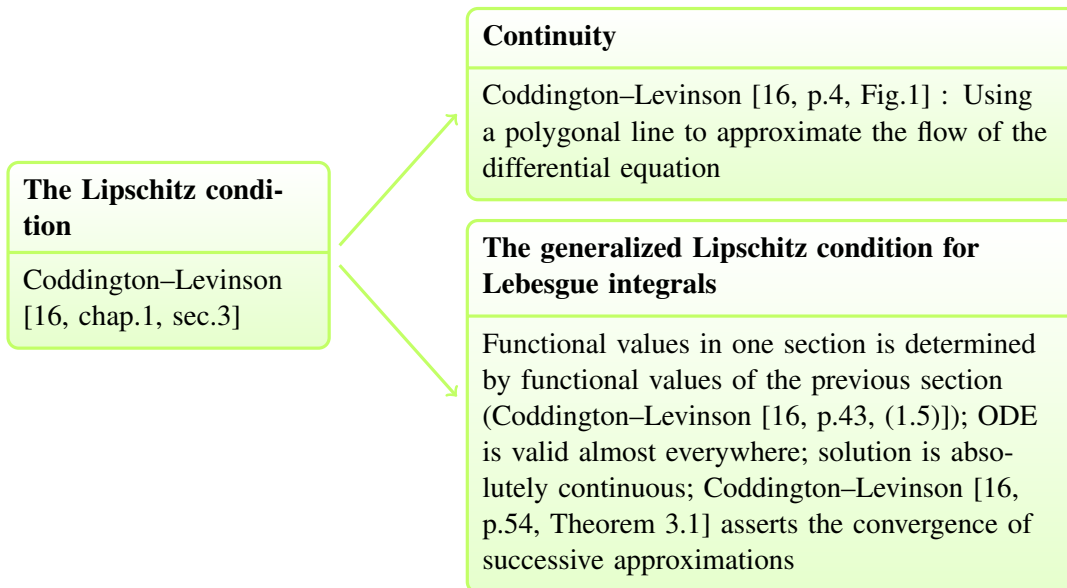 The Lipschitz condi-
tion
Coddington–Levinson
[16, chap.1, sec.3]
Continuity
Coddington–Levinson [16, p.4, Fig.1] : Using
a polygonal line to approximate the flow of the
differential equation
The generalized Lipschitz condition for
Lebesgue integrals
Functional values in one section is determined
by functional values of the previous section
(Coddington–Levinson [16, p.43, (1.5)]); ODE
is valid almost everywhere; solution is abso-
lutely continuous; Coddington–Levinson [16,
p.54, Theorem 3.1] asserts the convergence of
successive approximations